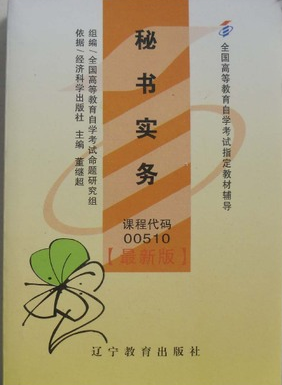 全国高等教育自学考试指定教材辅导
秘书实务
课程代码
00510
【最新版】
组编/全国高等教育自学考试命题研究组
依据/经济科学出版社 主编 董继超
辽宁教育出版社